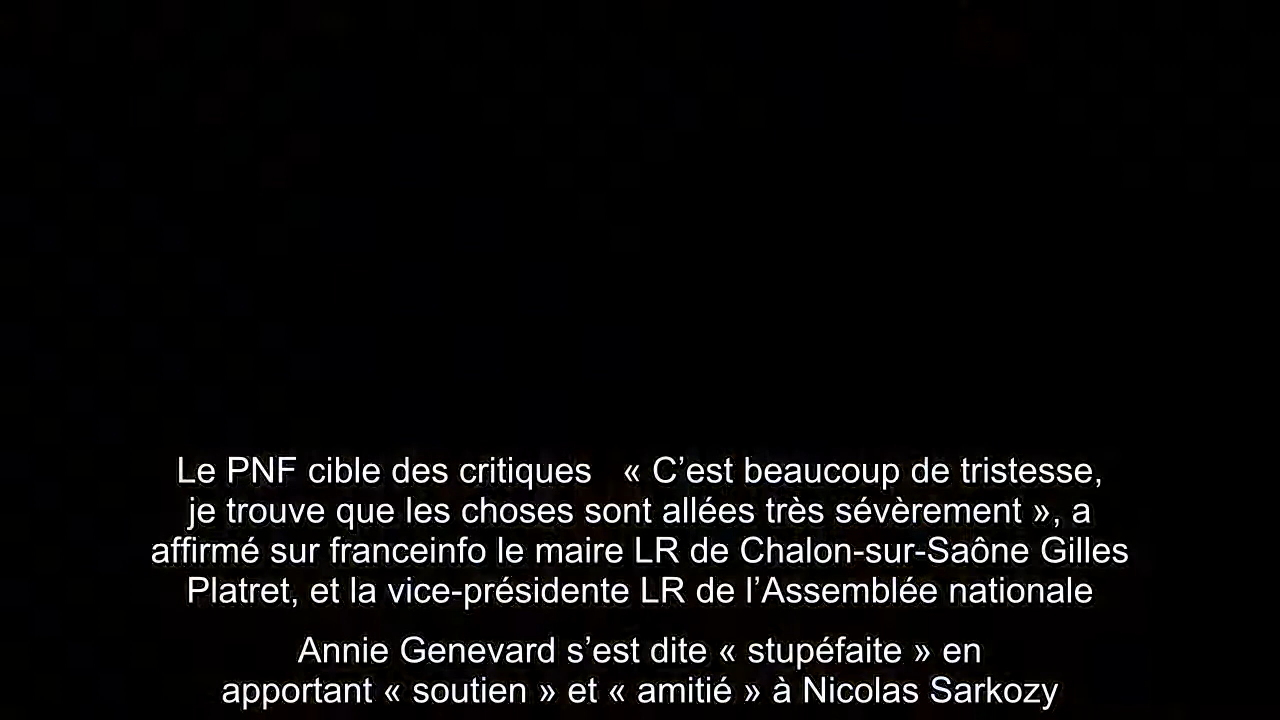 Le PNF cible des critiques   « C’est beaucoup de tristesse,
je trouve que les choses sont allées très sévèrement », a
affirmé sur franceinfo le maire LR de Chalon-sur-Saône Gilles
Platret, et la vice-présidente LR de l’Assemblée nationale
Annie Genevard s’est dite « stupéfaite » en
apportant « soutien » et « amitié » à Nicolas Sarkozy